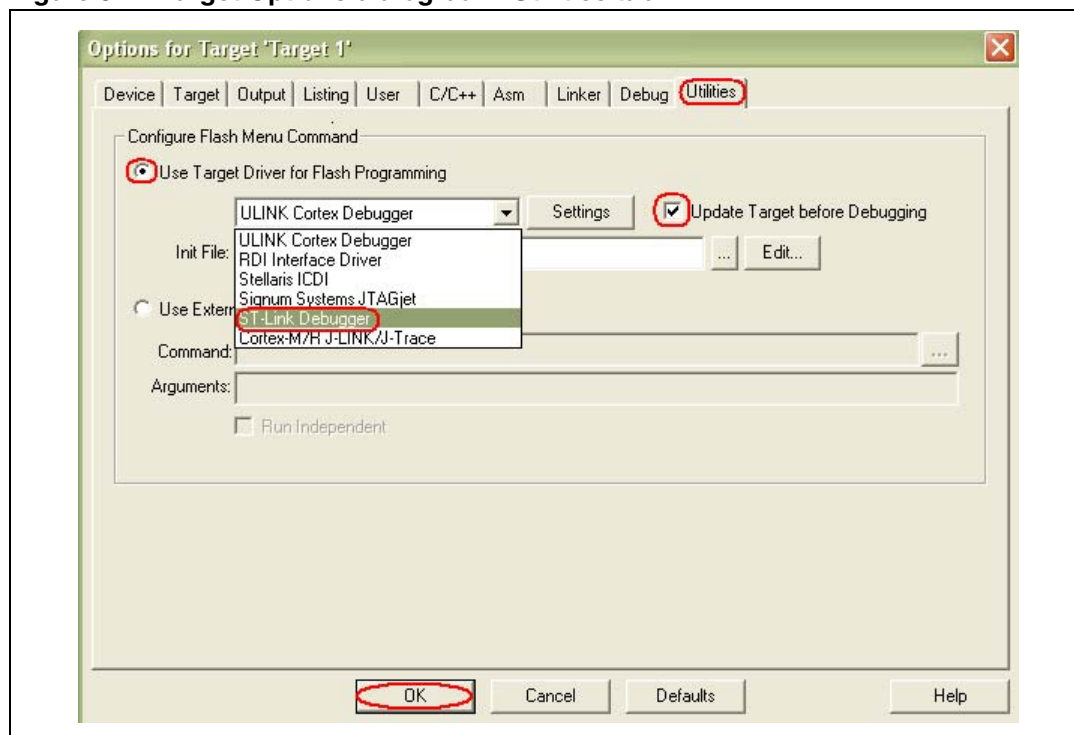 Options for Target 'Target 1'
Device Target Output Listing User C/C++ Asm Linker Debug Utilities
Configure Flash Menu Command
Use Target Driver for Flash Programming
ULINK Cortex Debugger Settings Update Target before Debugging
ULINK Cortex Debugger
Init File: ... Edit...
RDI Interface Driver
Stellaris ICDI
Signum Systems JTAGjet
Use Extern
ST-Link Debugger
Cortex-M/R J-LINK/J-Trace
Command: ...
Arguments:
Run Independent
OK Cancel Defaults Help